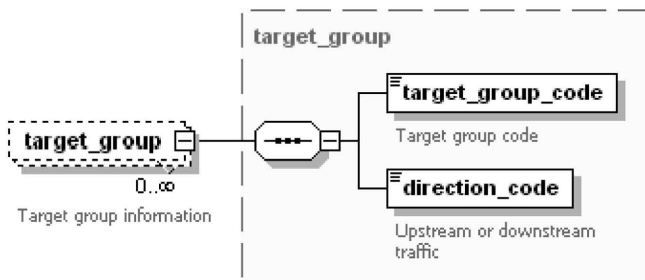 target_group
target_group
0..∞
Target group information
target_group_code
Target group code
direction_code
Upstream or downstream
traffic